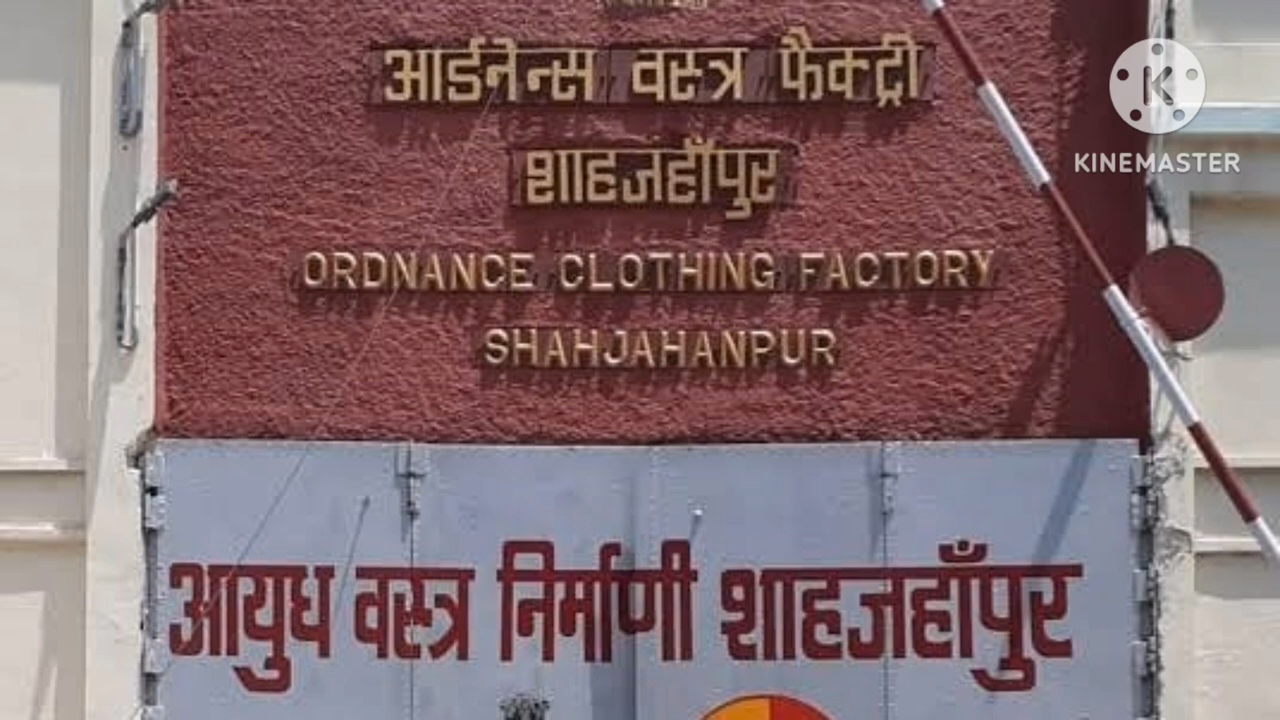 आर्डनेन्स वस्त्र फैक्ट्री
शाहजहाँपुर
ORDNANCE CLOTHING FACTORY
SHAHJAHANPUR
आयुध वस्त्र निर्माणी शाहजहाँपुर
K
KINEMASTER